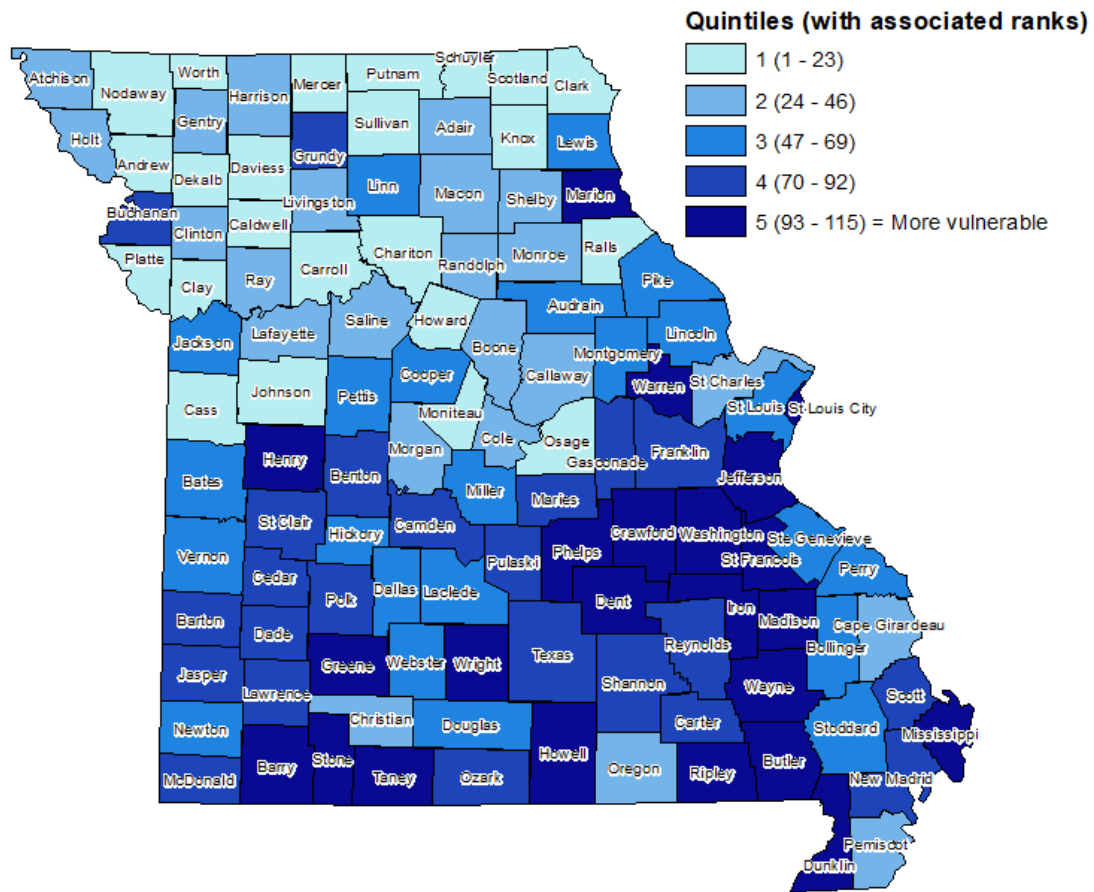 Quintiles (with associated ranks)
1 (1 - 23)
2 (24 - 46)
3 (47 - 69)
4 (70 - 92)
5 (93 - 115) = More vulnerable
Atchison
Nodaway
Worth
Harrison
Mercer
Putnam
Schuyler
Scotland
Clark
Gentry
Sullivan
Adair
Knox
Lewis
Holt
Andrew
Dekalb
Daviess
Grundy
Linn
Macon
Shelby
Marion
Buchanan
Clinton
Caldwell
Livingston
Chariton
Randolph
Monroe
Ralls
Platte
Clay
Ray
Carroll
Pike
Audrain
Jackson
Lafayette
Saline
Howard
Boone
Callaway
Montgomery
Lincoln
Warren
St Charles
St Louis
St Louis City
Cass
Johnson
Pettis
Cooper
Moniteau
Cole
Osage
Gasconade
Franklin
Jefferson
Bates
Henry
Benton
Morgan
Miller
Maries
St Clair
Hickory
Camden
Pulaski
Phelps
Crawford
Washington
St Francois
Ste Genevieve
Perry
Vernon
Cedar
Polk
Dallas
Laclede
Dent
Iron
Madison
Bollinger
Cape Girardeau
Barton
Dade
Greene
Webster
Wright
Texas
Shannon
Reynolds
Wayne
Scott
Jasper
Lawrence
Christian
Douglas
Howell
Carter
Butler
Stoddard
Mississippi
Newton
McDonald
Barry
Stone
Taney
Ozark
Oregon
Ripley
New Madrid
Dunklin
Pemiscot